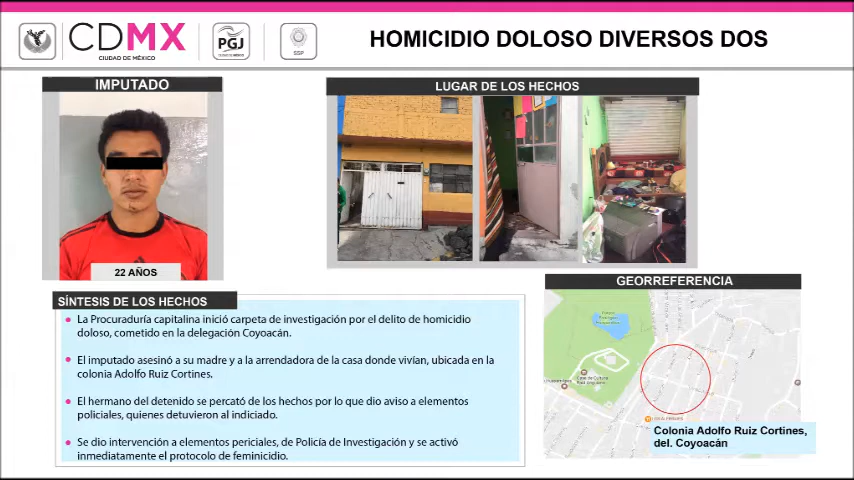 CDMX
CIUDAD DE MÉXICO
PGJ
SSP
HOMICIDIO DOLOSO DIVERSOS DOS
IMPUTADO
22 AÑOS
LUGAR DE LOS HECHOS
SÍNTESIS DE LOS HECHOS
La Procuraduría capitalina inició carpeta de investigación por el delito de homicidio
doloso, cometido en la delegación Coyoacán.
El imputado asesinó a su madre y a la arrendadora de la casa donde vivían, ubicada en la
colonia Adolfo Ruiz Cortines.
El hermano del detenido se percató de los hechos por lo que dio aviso a elementos
policiales, quienes detuvieron al indiciado.
Se dio intervención a elementos periciales, de Policía de Investigación y se activó
inmediatamente el protocolo de feminicidio.
GEORREFERENCIA
Colonia Adolfo Ruiz Cortines,
del. Coyoacán